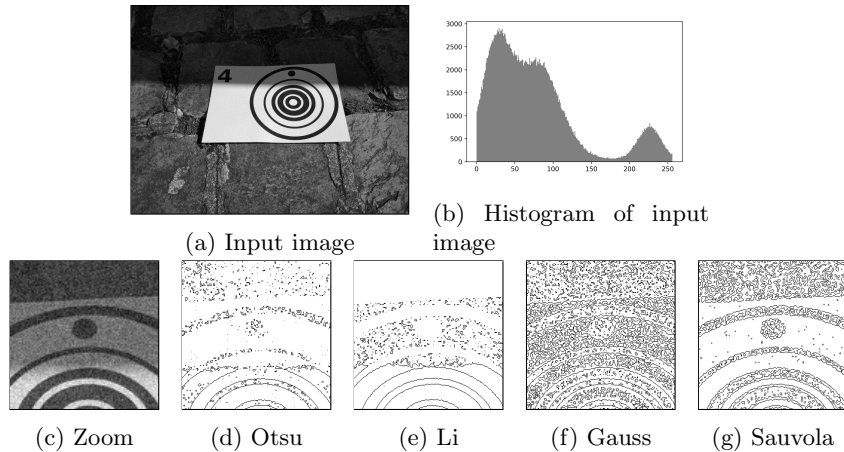 4
3000
2500
2000
1500
1000
500
0
0 50 100 150 200 250
(a) Input image
(b) Histogram of input
image
(c) Zoom (d) Otsu (e) Li (f) Gauss (g) Sauvola